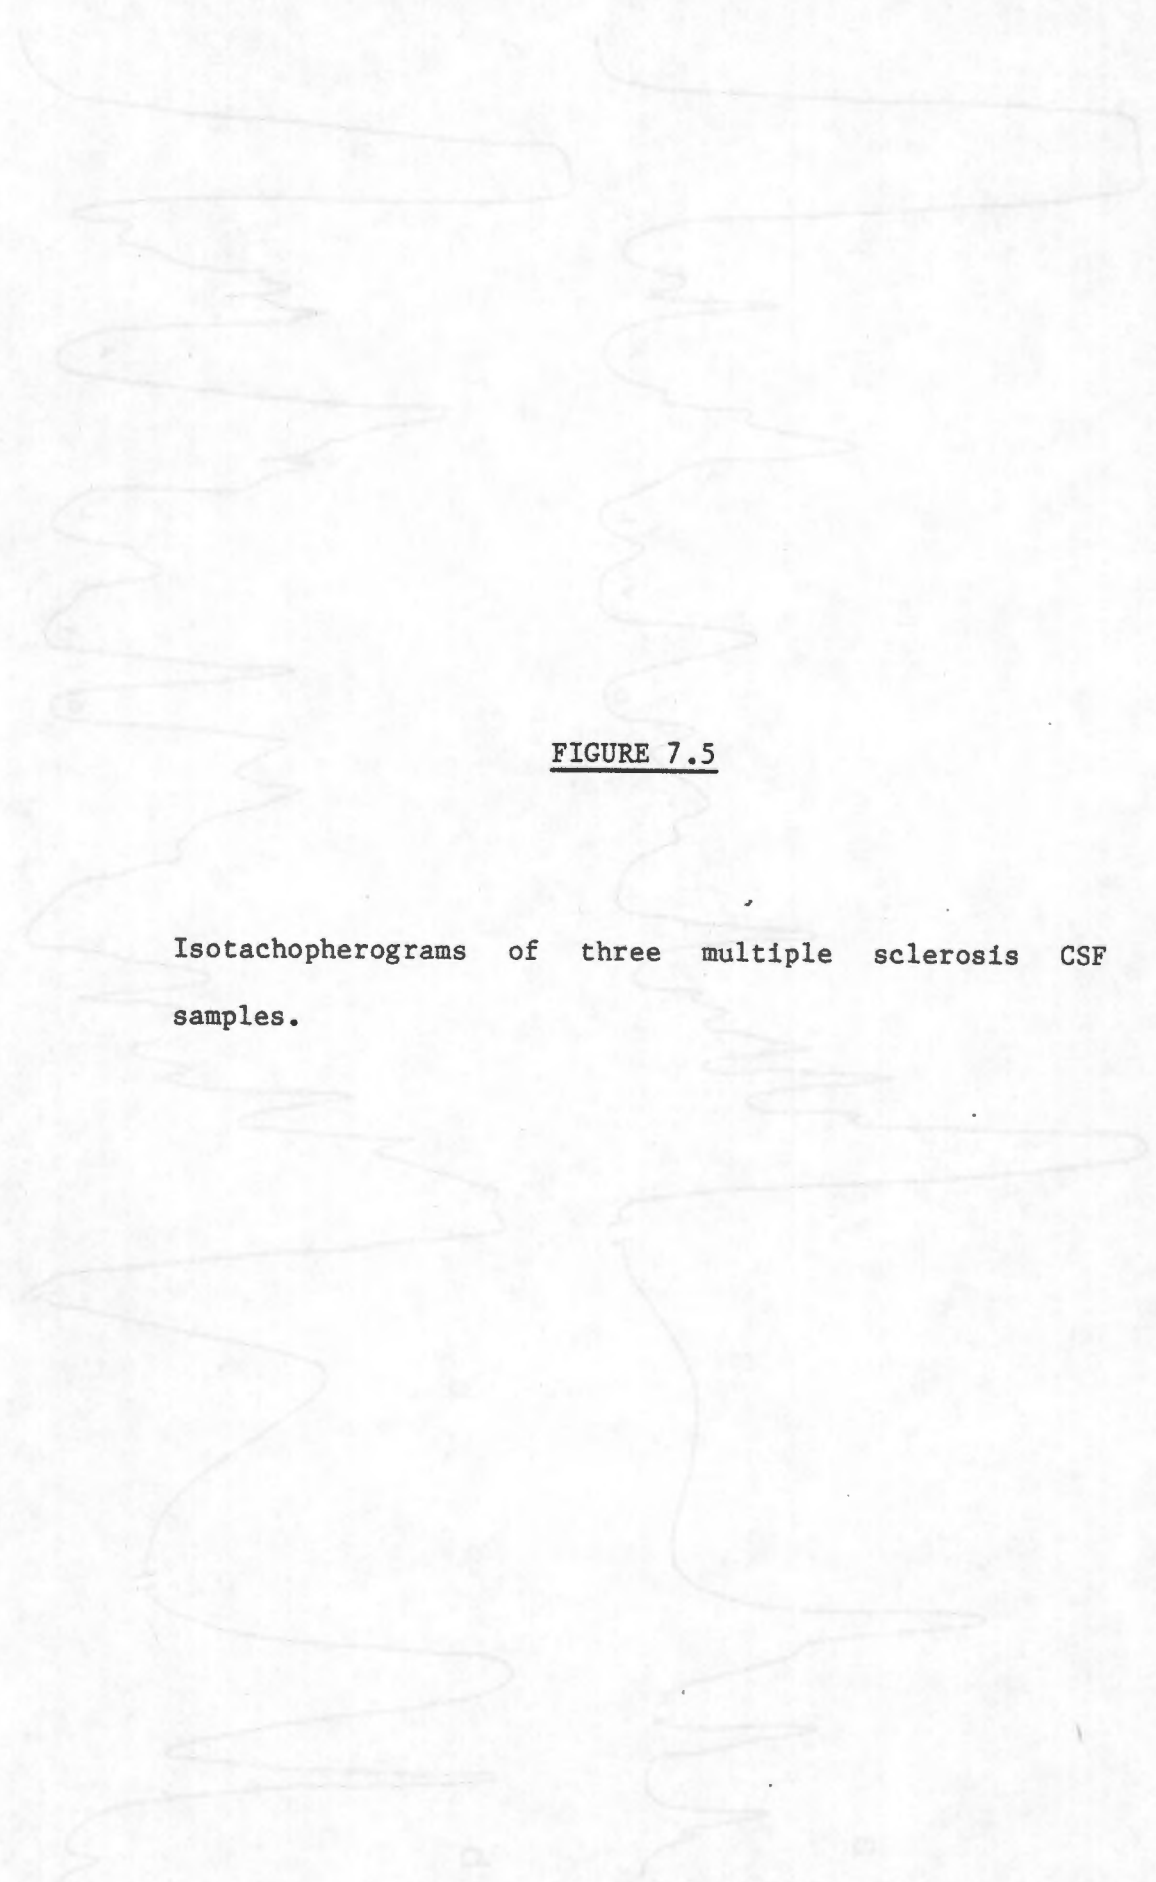 FIGURE 7.5
Isotachopherograms of three multiple sclerosis CSF
samples.